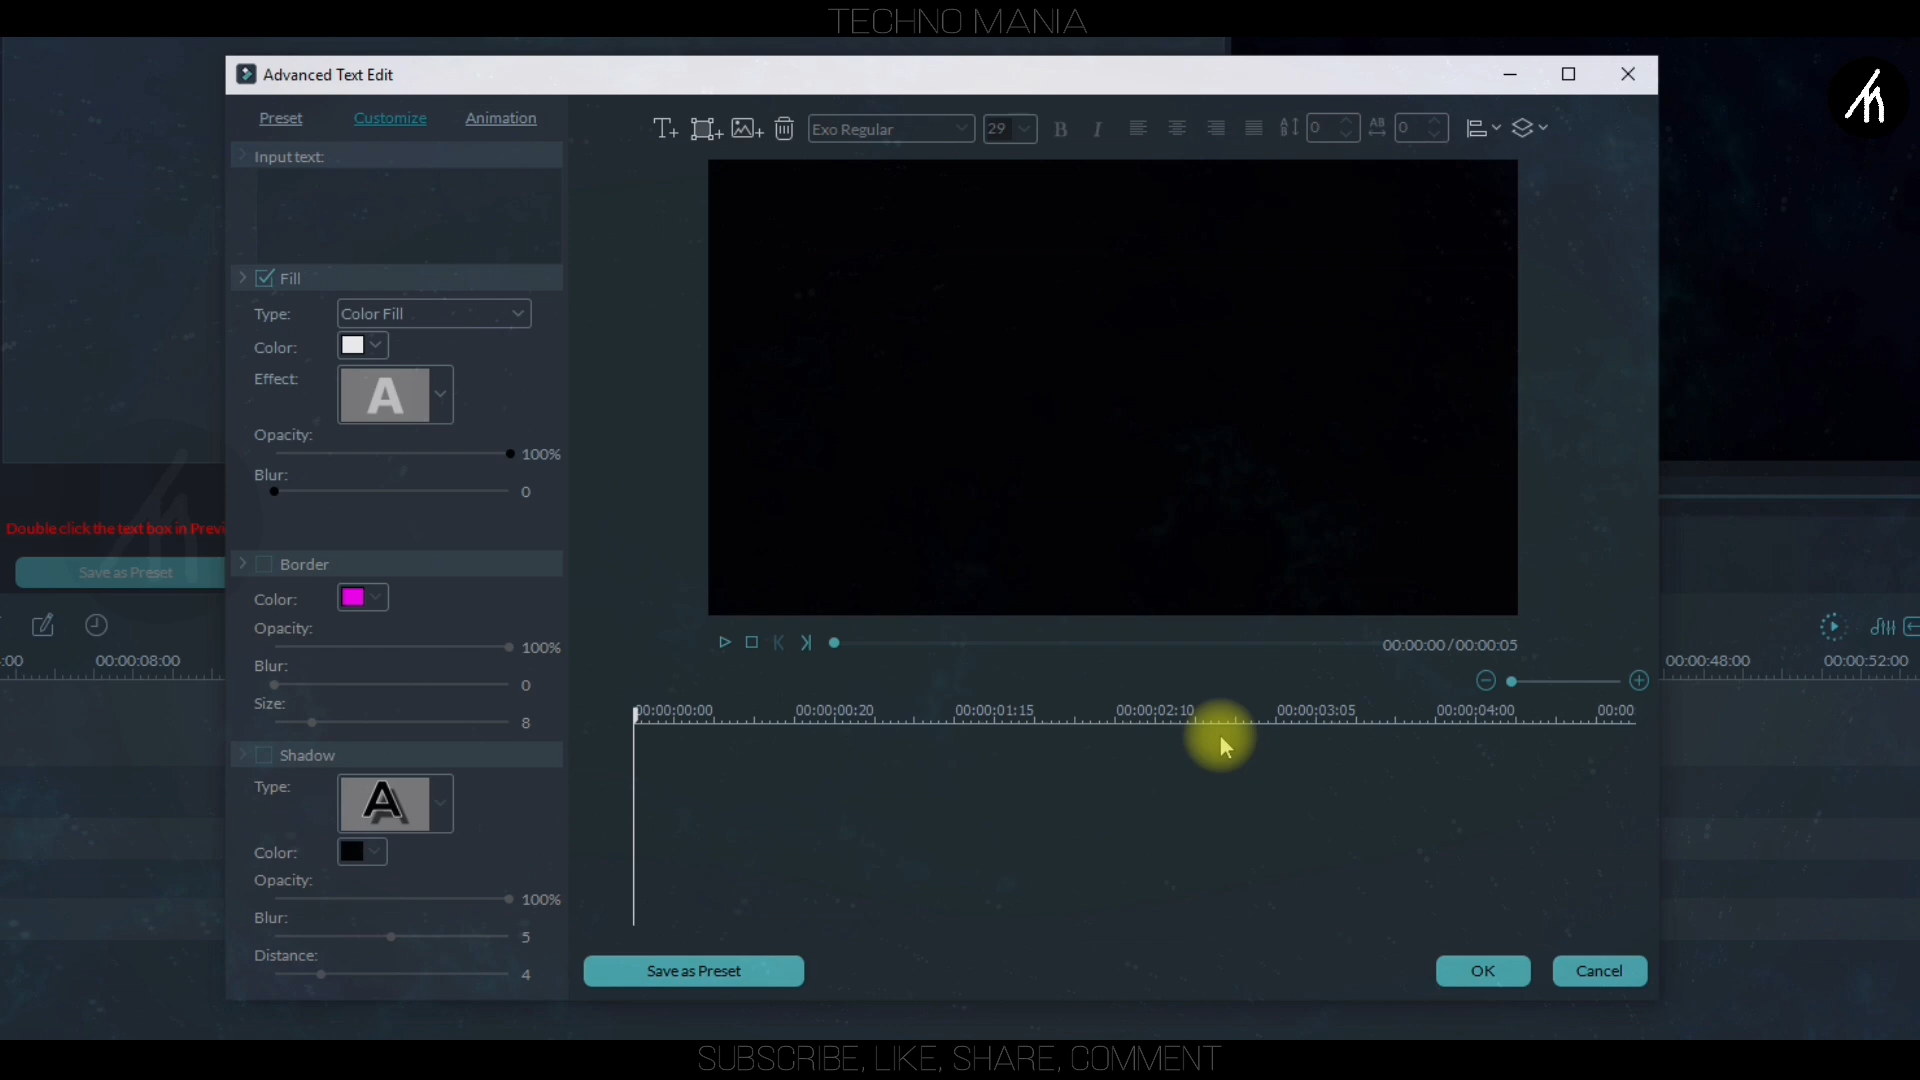 TECHNO MANIA
Advanced Text Edit
Preset Customize Animation
Exo Regular 29 B I 0 0
Input text:
Fill
Type: Color Fill
Color:
Effect: A
Opacity: 100%
Blur: 0
Double click the text box in Previ
Save as Preset
Border
Color:
Opacity: 100%
Blur: 0
Size: 8
Shadow
Type: A
Color:
Opacity: 100%
Blur: 5
Distance: 4
00:00:00 / 00:00:05
:00 00:00:08:00
00:00:48:00 00:00:52:00
00:00:00:00 00:00:00:20 00:00:01:15 00:00:02:10 00:00:03:05 00:00:04:00 00:00
Save as Preset OK Cancel
SUBSCRIBE, LIKE, SHARE, COMMENT